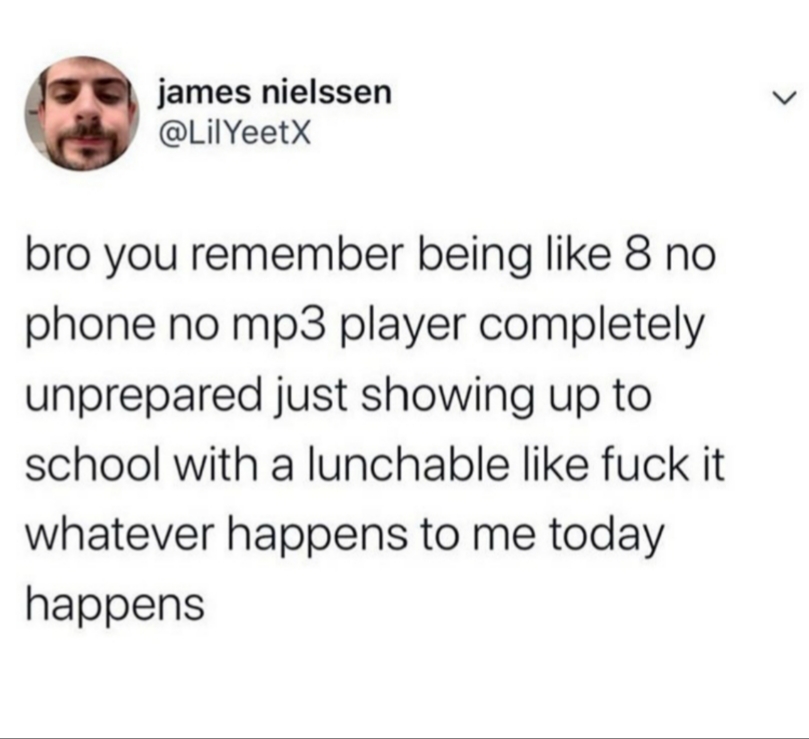 james nielssen
@LilYeetX
bro you remember being like 8 no
phone no mp3 player completely
unprepared just showing up to
school with a lunchable like fuck it
whatever happens to me today
happens